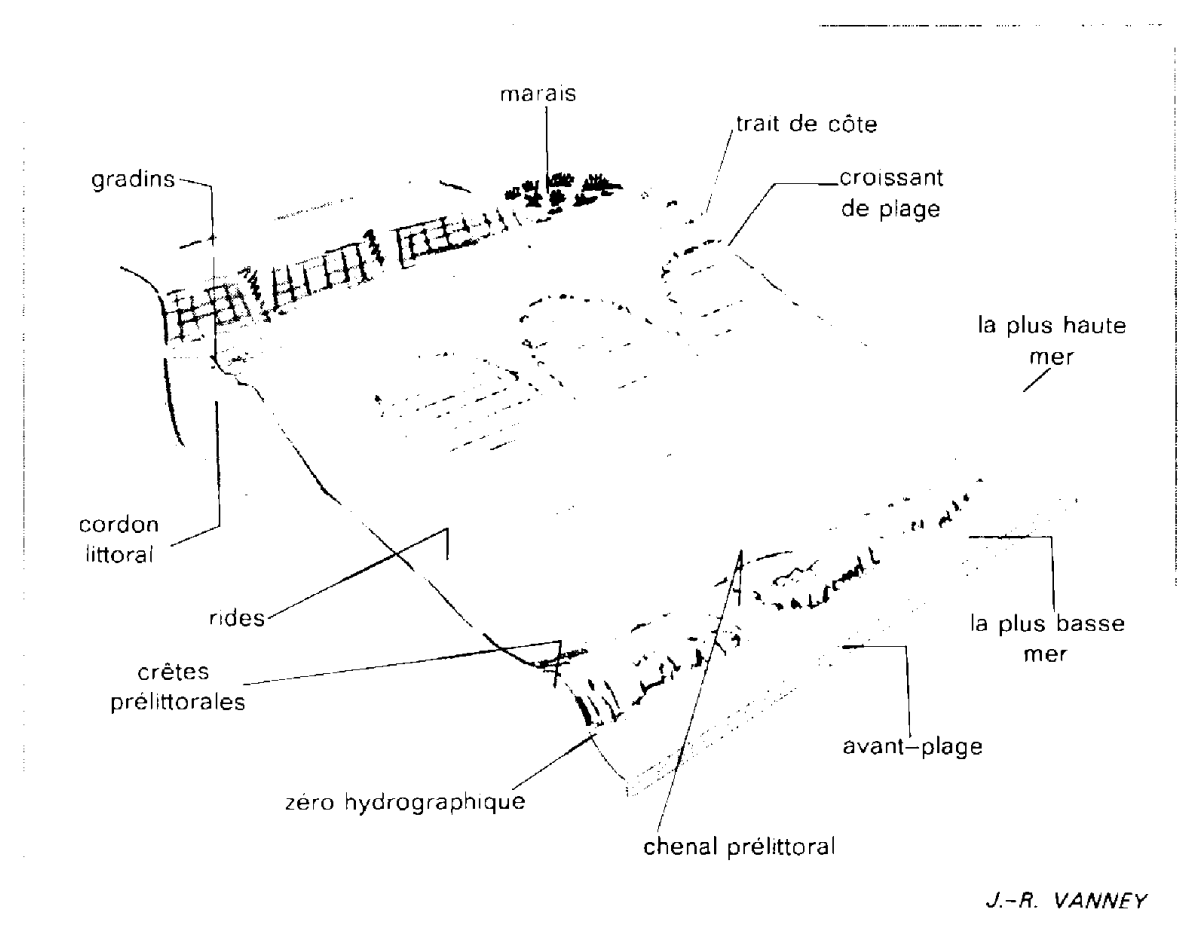 marais
trait de côte
gradins
croissant
de plage
la plus haute
mer
cordon
littoral
rides
la plus basse
mer
crêtes
prélittorales
avant-plage
zéro hydrographique
chenal prélittoral
J.-R. VANNEY